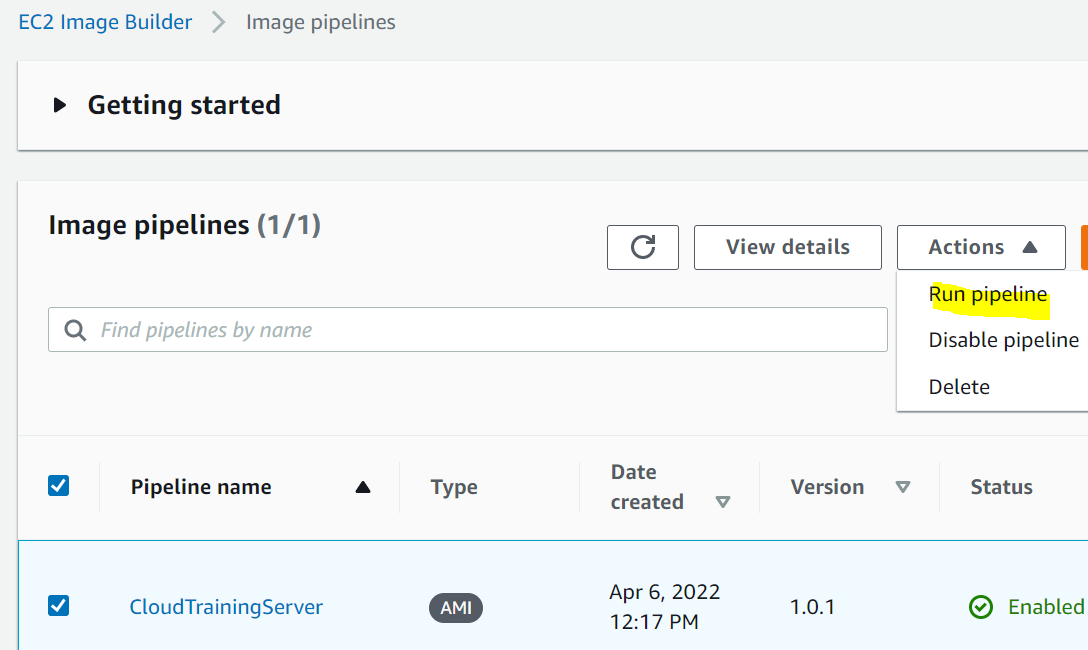 EC2 Image Builder Image pipelines
Getting started
Image pipelines (1/1)
View details Actions
Run pipeline
Find pipelines by name
Disable pipeline
Delete
Pipeline name Type Date created Version Status
CloudTrainingServer AMI Apr 6, 2022 12:17 PM 1.0.1 Enabled